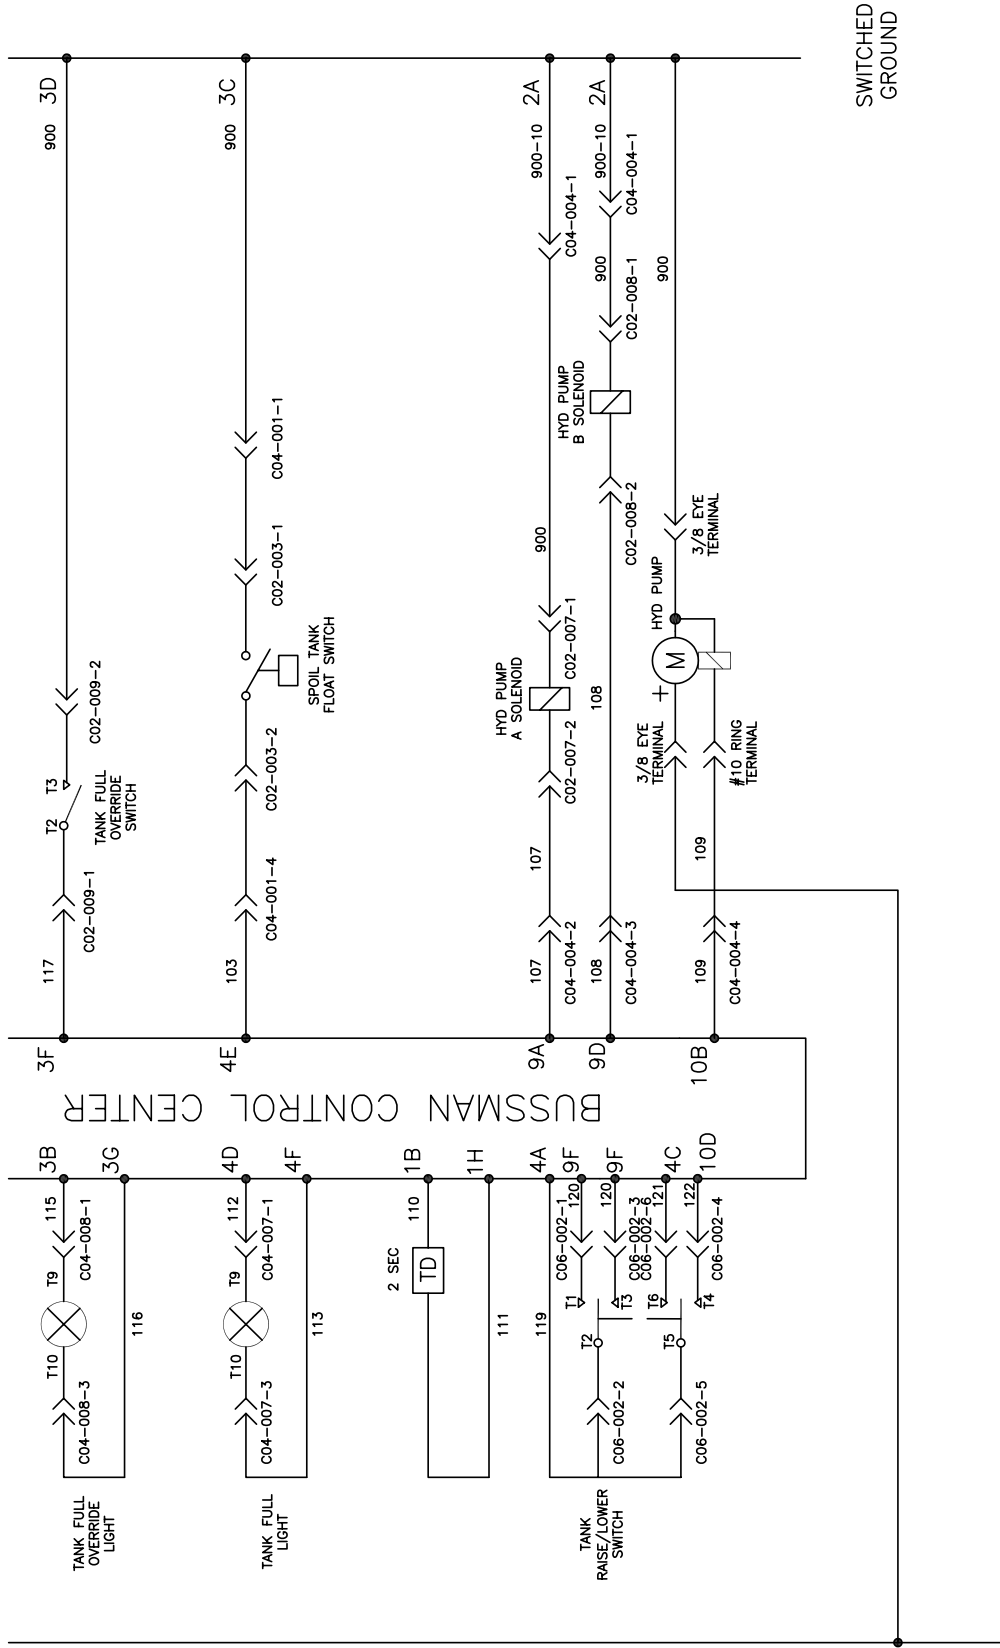 SWITCHED
GROUND
TANK FULL
OVERRIDE
LIGHT
C04-008-3
T10
T9
C04-008-1
115
3B
116
3G
3F
117
C02-009-1
T2
T3
TANK FULL
OVERRIDE
SWITCH
C02-009-2
900
3D
TANK FULL
LIGHT
C04-007-3
T10
T9
C04-007-1
112
4D
113
4F
4E
103
C04-001-4
C02-003-2
SPOIL TANK
FLOAT SWITCH
C02-003-1
C04-001-1
900
3C
BUSSMAN CONTROL CENTER
2 SEC
TD
110
1B
111
1H
TANK
RAISE/LOWER
SWITCH
119
4A
C06-002-2
T2
T1
C06-002-1
120
9F
T3
C06-002-3
120
9F
C06-002-5
T5
T6
C06-002-6
121
4C
T4
C06-002-4
122
10D
9A
107
C04-004-2
107
C02-007-2
HYD PUMP
A SOLENOID
C02-007-1
900
C04-004-1
900-10
2A
9D
108
C04-004-3
108
C02-008-2
HYD PUMP
B SOLENOID
C02-008-1
900
C04-004-1
900-10
2A
10B
109
C04-004-4
109
#10 RING
TERMINAL
3/8 EYE
TERMINAL
+
M
HYD PUMP
3/8 EYE
TERMINAL
900